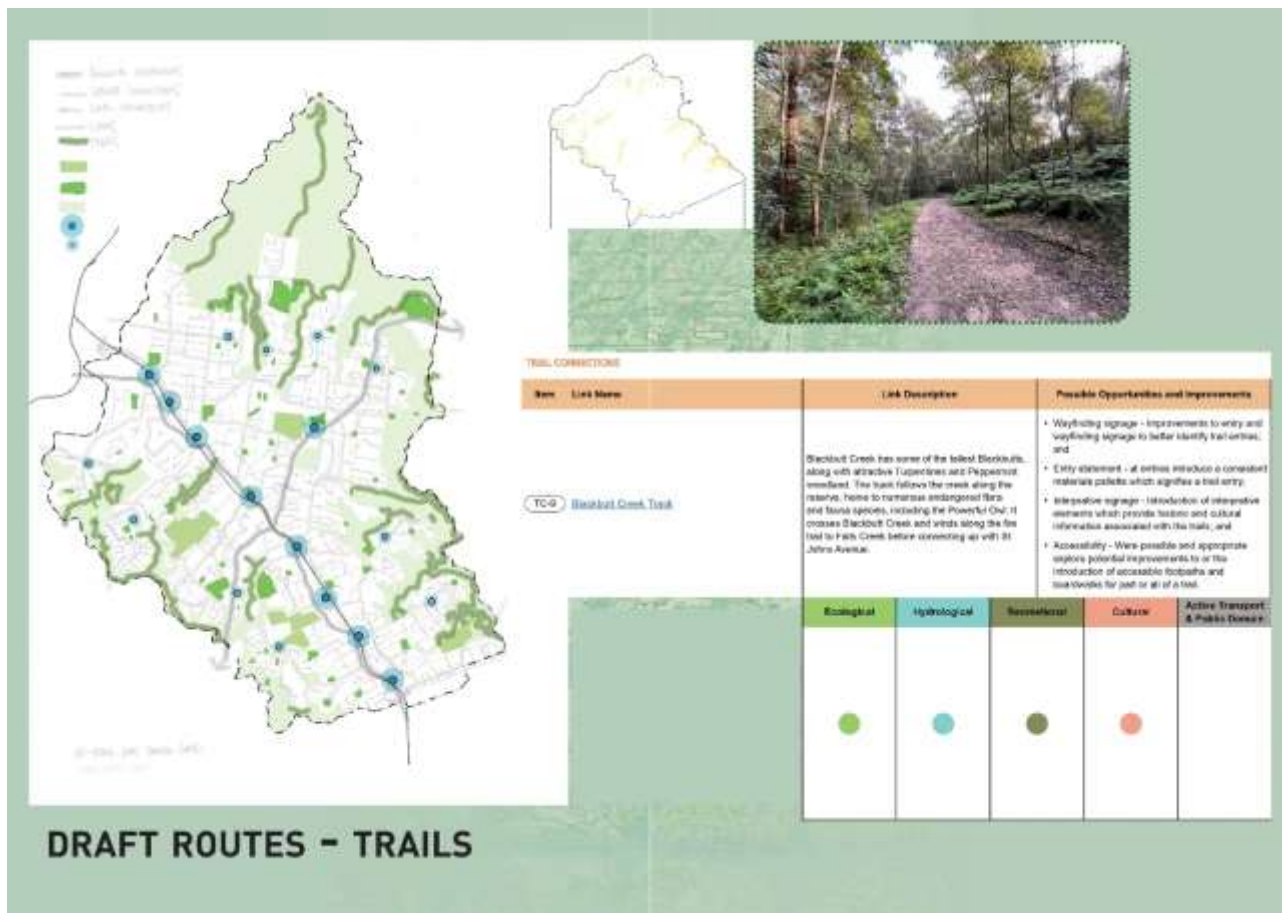 TRAIL CONNECTIONS
Item Link Name
Link Description
Possible Opportunities and Improvements
TC-9 Blackbutt Creek Track
Blackbutt Creek has some of the tallest Blackbutts,
along with attractive Turpentines and Peppermint
woodland. The track follows the creek along the
reserve, home to numerous endangered flora
and fauna species, including the Powerful Owl. It
crosses Blackbutt Creek and winds along the fire
trail to Falls Creek before connecting up with St
Johns Avenue.
• Wayfinding signage - Improvements to entry and
wayfinding signage to better identify trail entries;
and
• Entry statement - at entries introduce a consistent
materials pallette which signifies a trail entry.
• Interpretive signage - Introduction of interpretive
elements which provide historic and cultural
information associated with the trails; and
• Accessibility - Were possible and appropriate
explore potential improvements to or the
introduction of accessible footpaths and
boardwalks for part or all of a trail.
Ecological
Hydrological
Recreational
Cultural
Active Transport
& Public Domain
DRAFT ROUTES - TRAILS